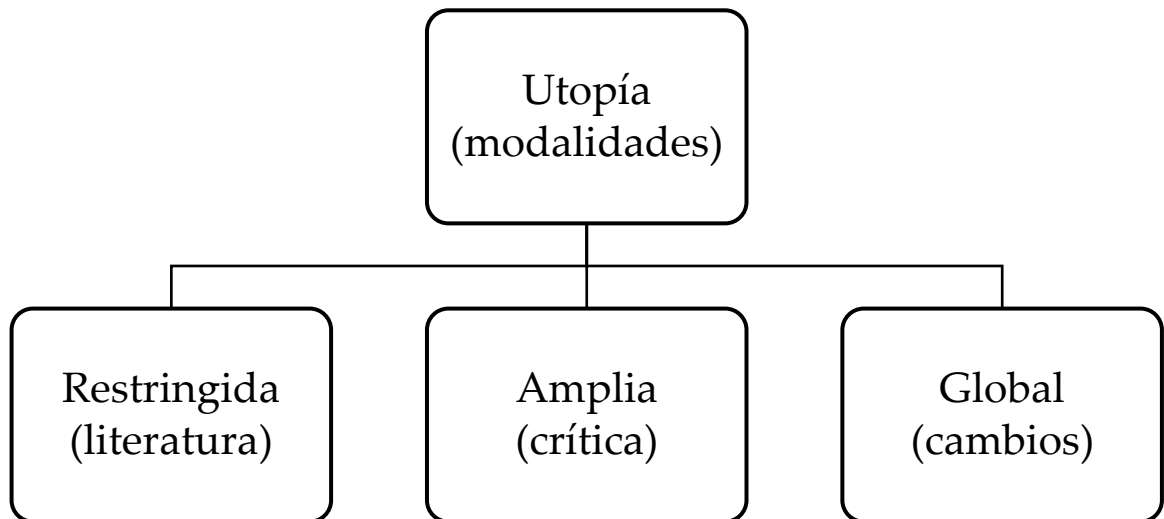 Utopía
(modalidades)
Restringida
(literatura)
Amplia
(crítica)
Global
(cambios)